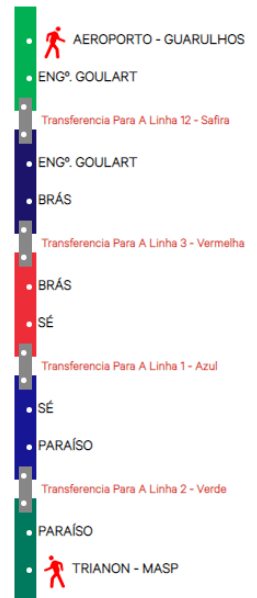 AEROPORTO - GUARULHOS
ENGº. GOULART
Transferencia Para A Linha 12 - Safira
ENGº. GOULART
BRÁS
Transferencia Para A Linha 3 - Vermelha
BRÁS
SÉ
Transferencia Para A Linha 1 - Azul
SÉ
PARAÍSO
Transferencia Para A Linha 2 - Verde
PARAÍSO
TRIANON - MASP